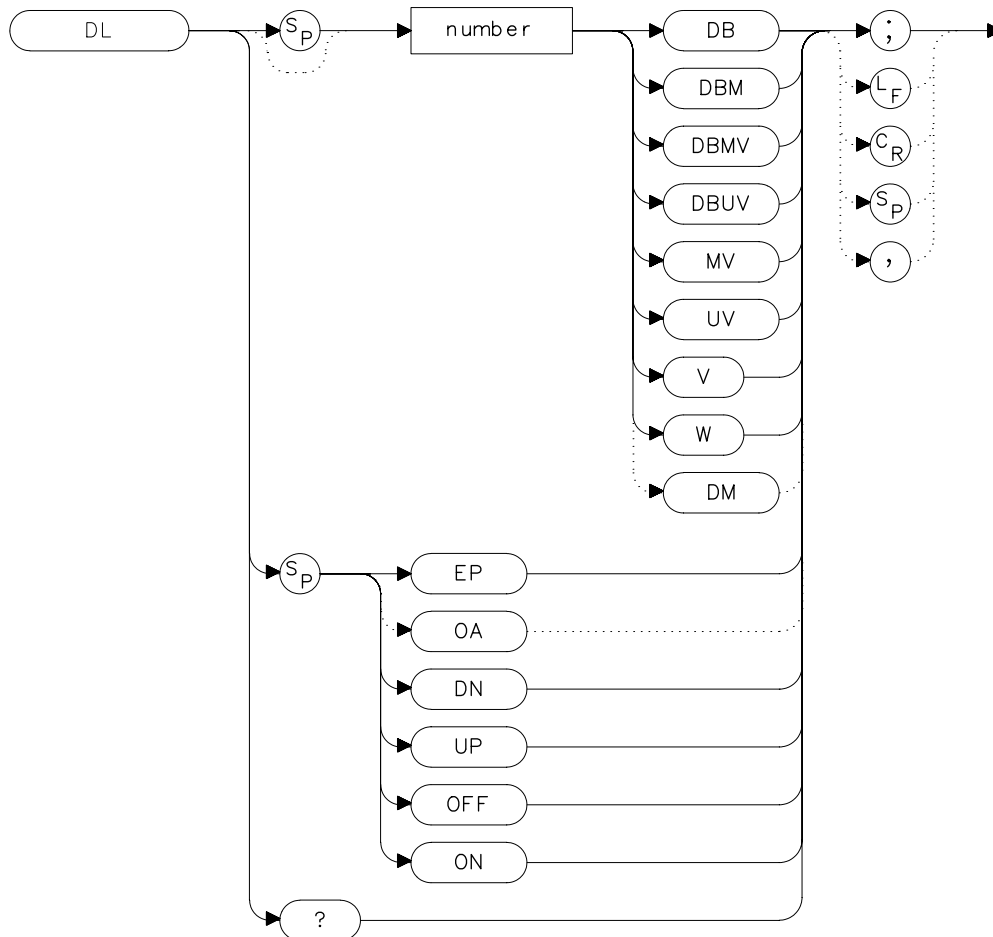 DL
SP
number
DB
;
DBM
LF
DBMV
CR
DBUV
SP
MV
,
UV
V
W
DM
SP
EP
OA
DN
UP
OFF
ON
?